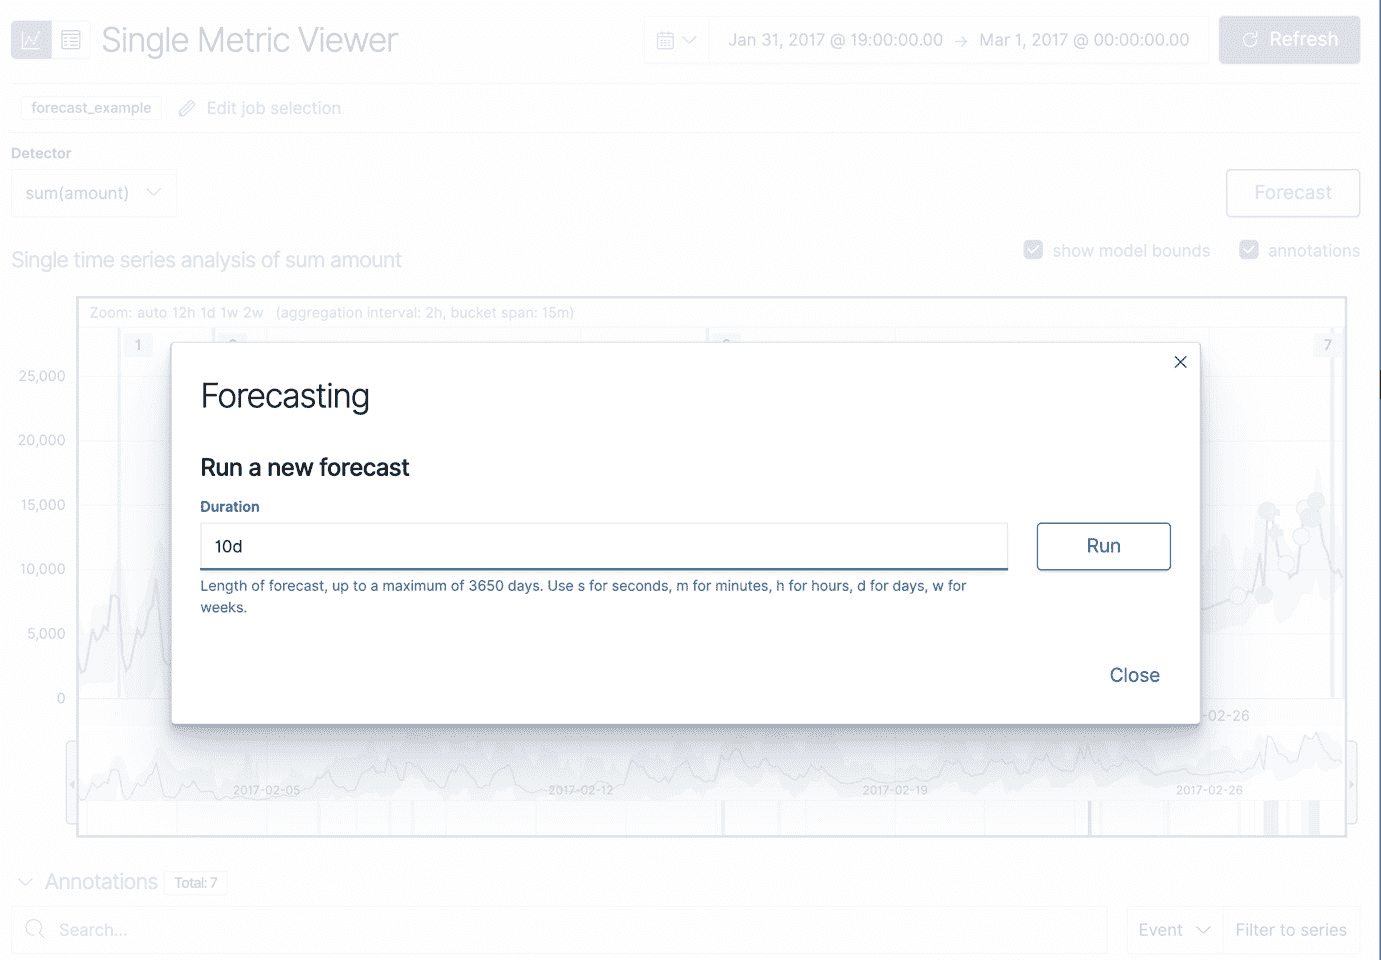 Single Metric Viewer
Jan 31, 2017 @ 19:00:00.00 → Mar 1, 2017 @ 00:00:00.00
Refresh
forecast_example
Edit job selection
Detector
sum(amount)
Forecast
Single time series analysis of sum amount
show model bounds
annotations
Zoom: auto 12h 1d 1w 2w (aggregation interval: 2h, bucket span: 15m)
1
7
25,000
20,000
15,000
10,000
5,000
0
Forecasting
Run a new forecast
Duration
10d
Run
Length of forecast, up to a maximum of 3650 days. Use s for seconds, m for minutes, h for hours, d for days, w for
weeks.
Close
-02-26
2017-02-05
2017-02-12
2017-02-19
2017-02-26
Annotations
Total: 7
Search...
Event
Filter to series